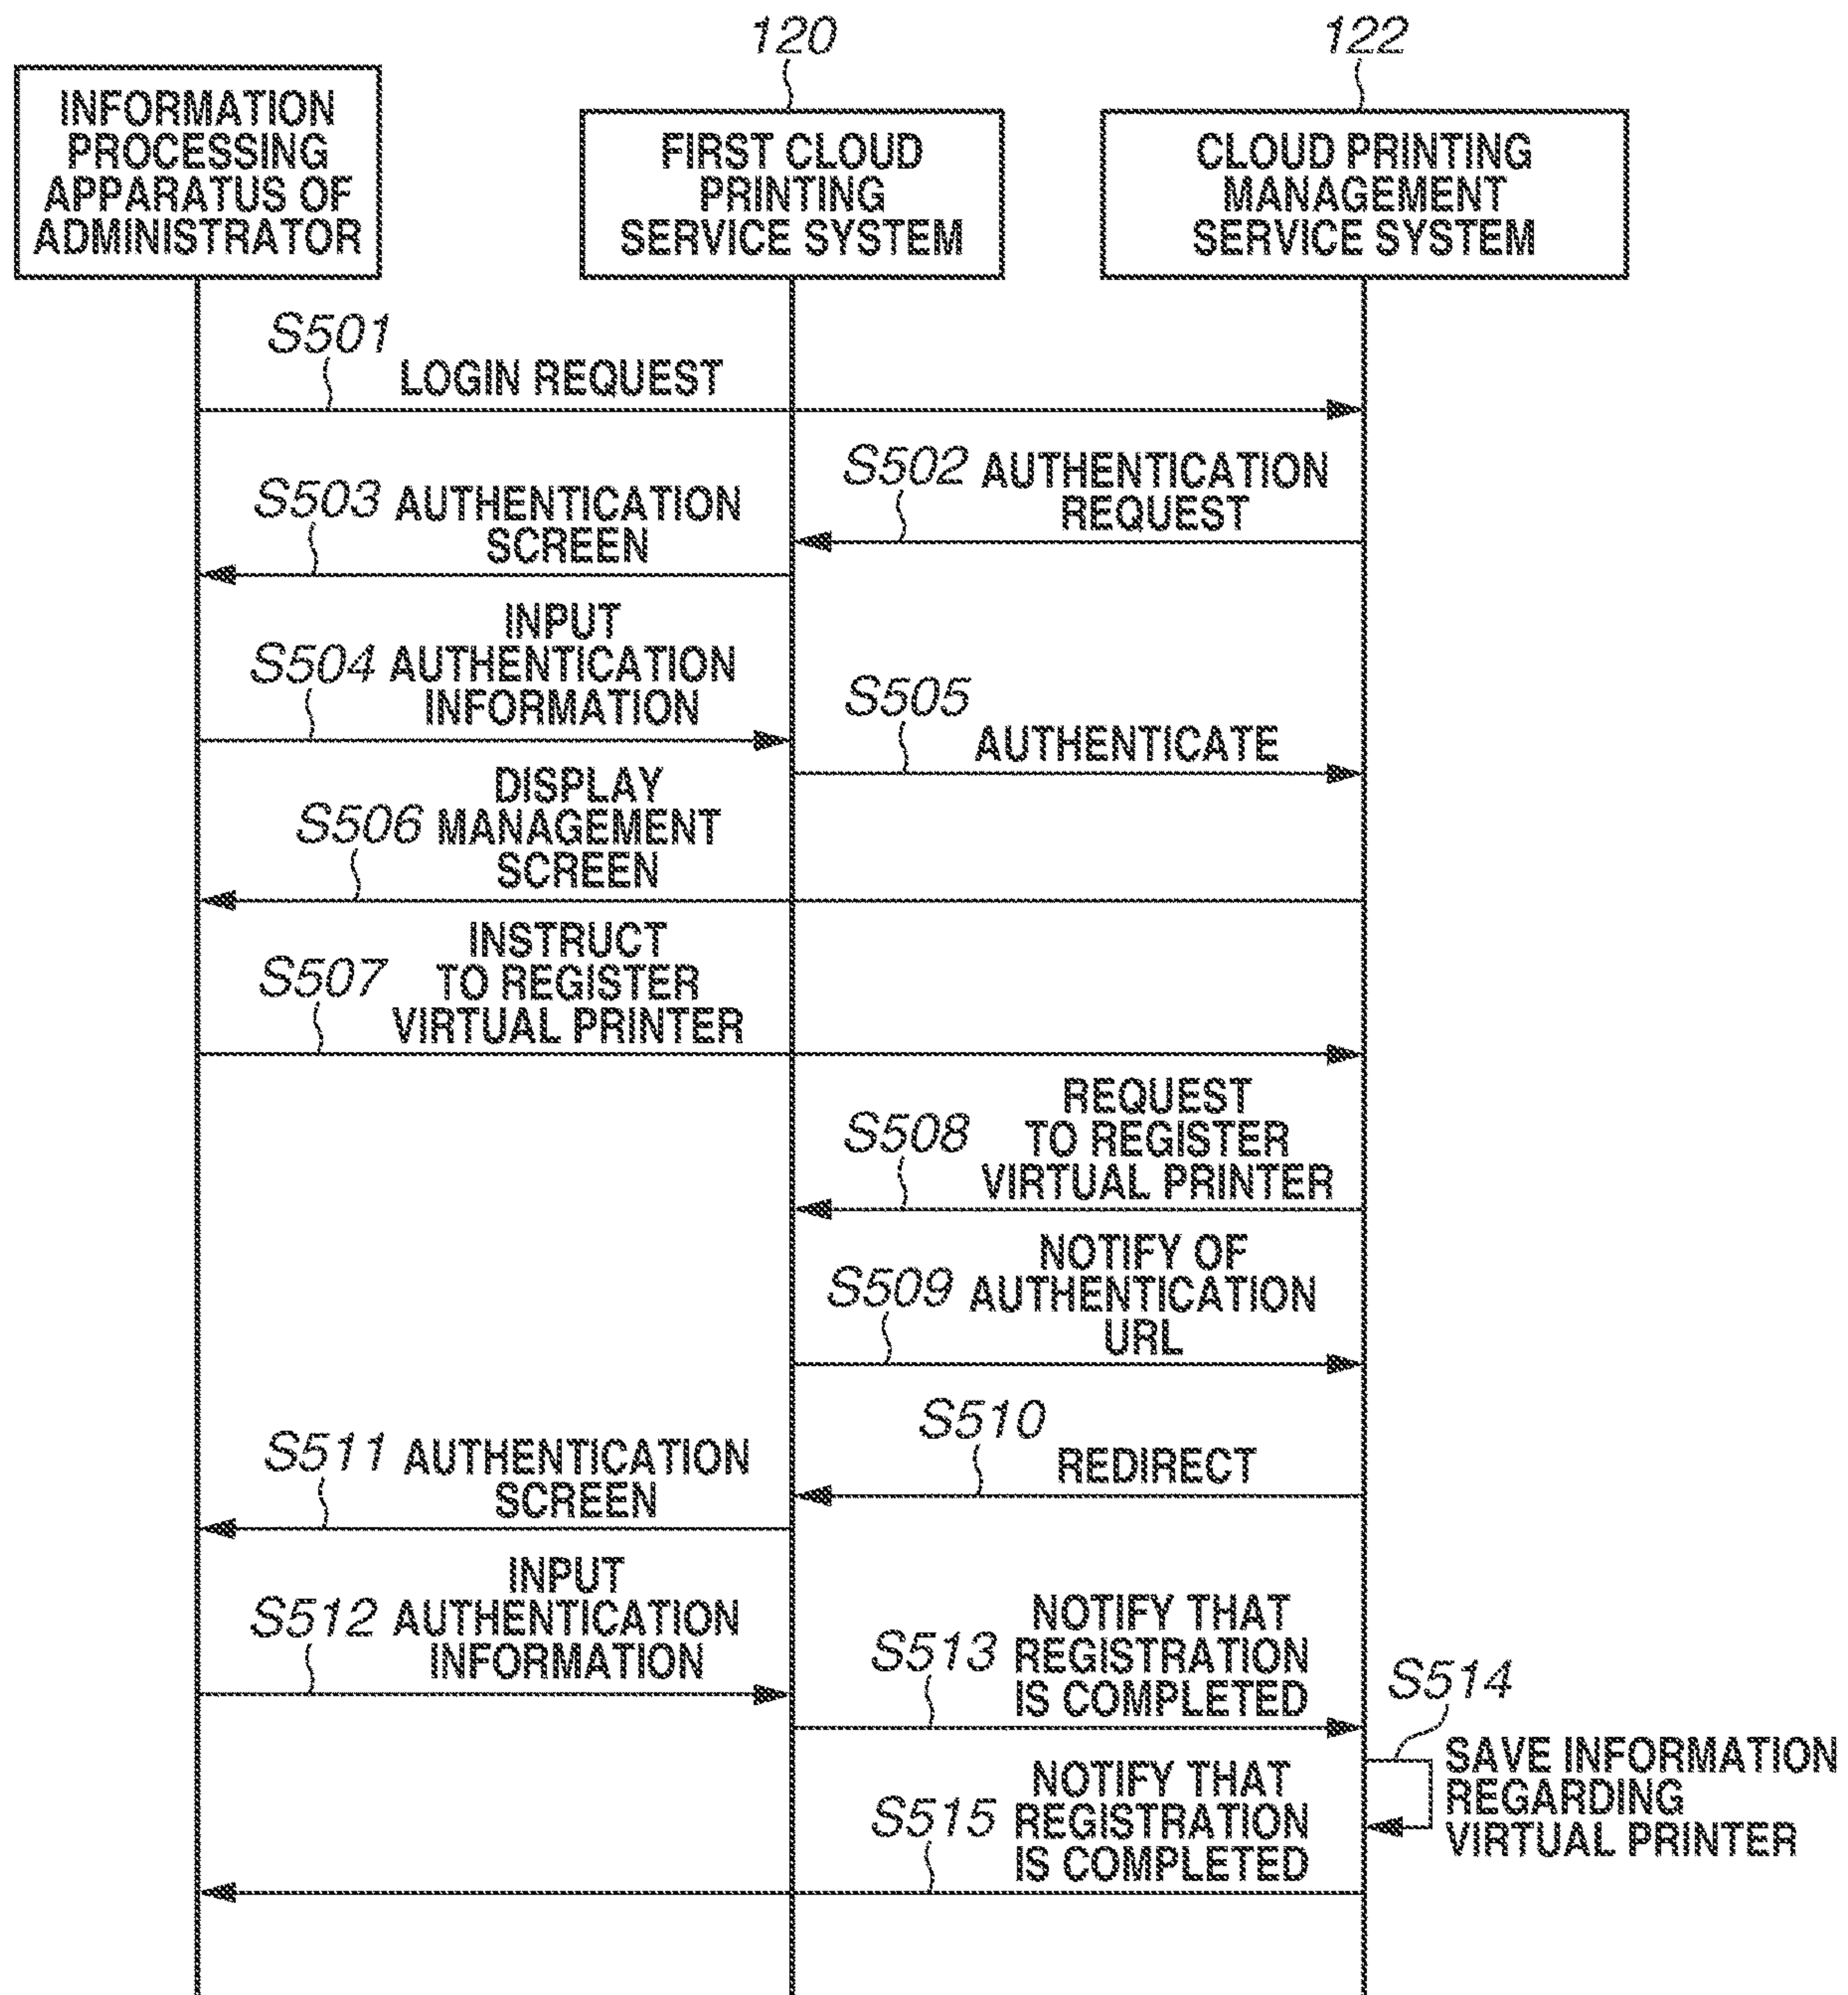 120
122
INFORMATION
PROCESSING
APPARATUS OF
ADMINISTRATOR
FIRST CLOUD
PRINTING
SERVICE SYSTEM
CLOUD PRINTING
MANAGEMENT
SERVICE SYSTEM
S501
LOGIN REQUEST
S502
AUTHENTICATION
REQUEST
S503
AUTHENTICATION
SCREEN
S504
INPUT
AUTHENTICATION
INFORMATION
S505
AUTHENTICATE
S506
DISPLAY
MANAGEMENT
SCREEN
S507
INSTRUCT
TO REGISTER
VIRTUAL PRINTER
S508
REQUEST
TO REGISTER
VIRTUAL PRINTER
S509
NOTIFY OF
AUTHENTICATION
URL
S510
REDIRECT
S511
AUTHENTICATION
SCREEN
S512
INPUT
AUTHENTICATION
INFORMATION
S513
NOTIFY THAT
REGISTRATION
IS COMPLETED
S514
SAVE INFORMATION
REGARDING
VIRTUAL PRINTER
S515
NOTIFY THAT
REGISTRATION
IS COMPLETED